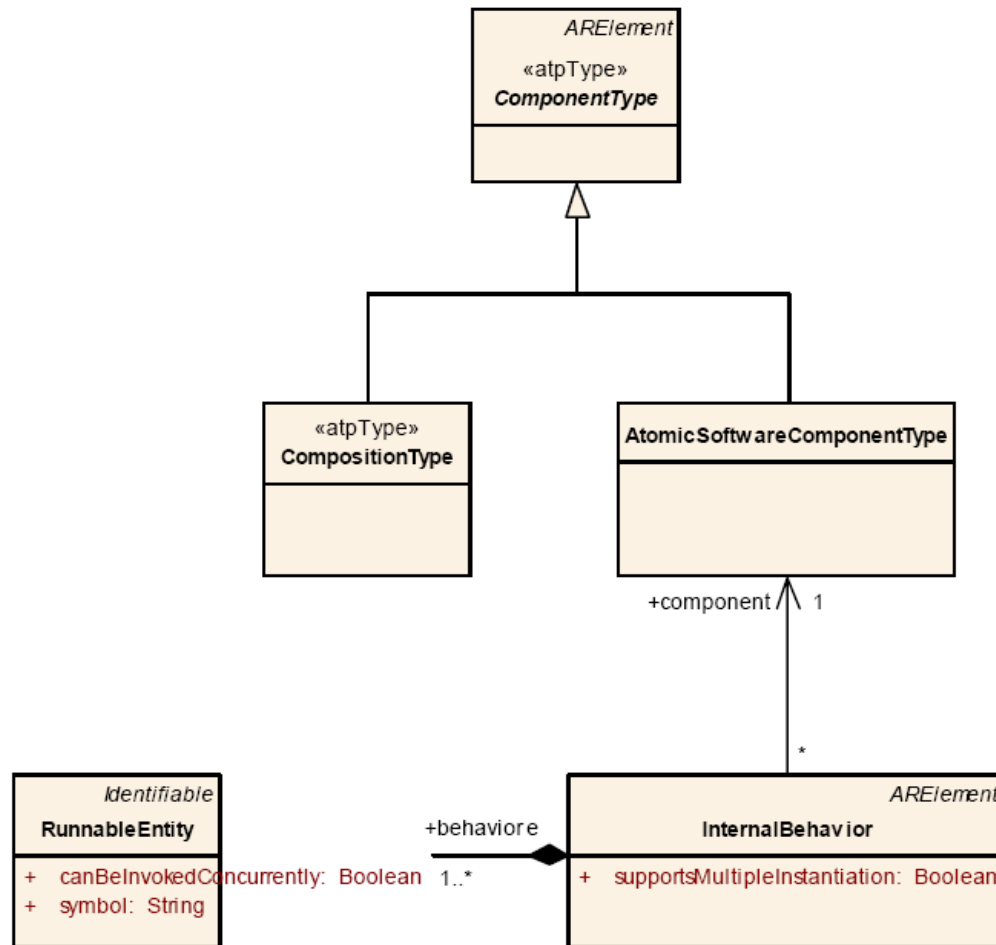 ARElement
«atpType»
ComponentType
«atpType»
CompositionType
AtomicSoftwareComponentType
+component 1
*
Identifiable
RunnableEntity
+ canBeInvokedConcurrently: Boolean
+ symbol: String
+behaviore
1..*
ARElement
InternalBehavior
+ supportsMultipleInstantiation: Boolean